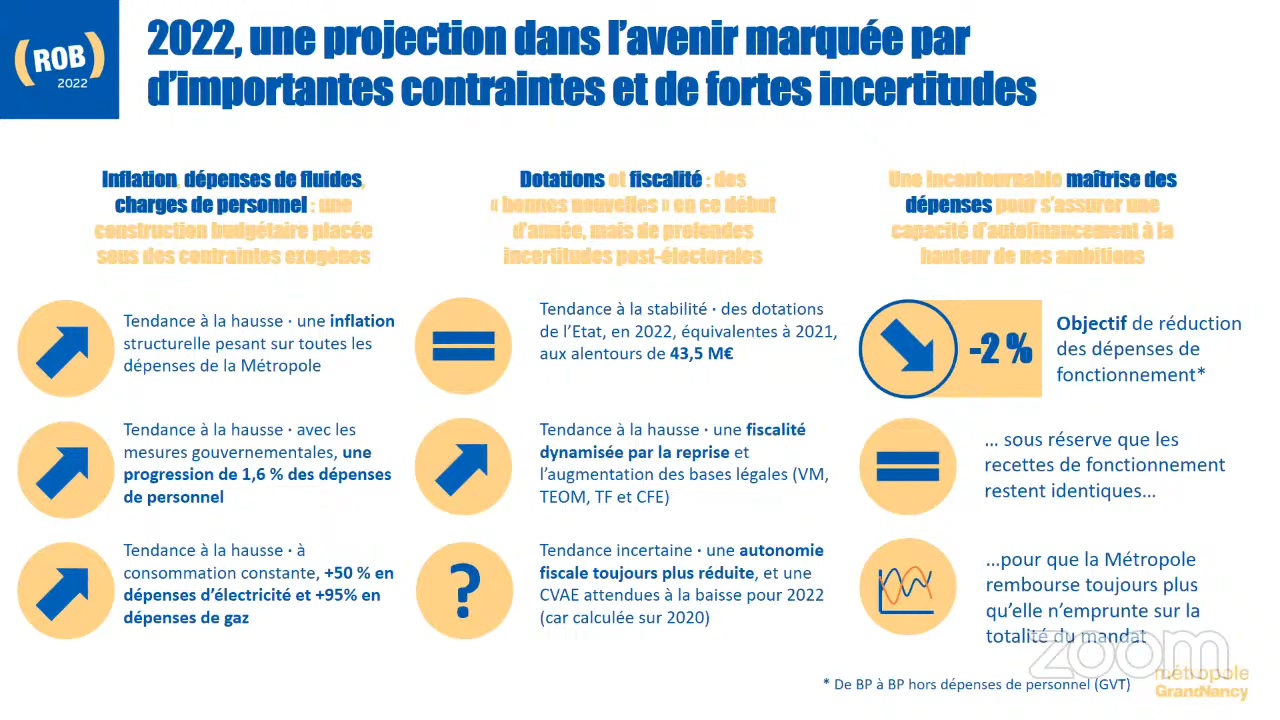 (ROB)
2022
2022, une projection dans l'avenir marquée par
d'importantes contraintes et de fortes incertitudes
Inflation, dépenses de fluides,
charges de personnel : une
construction budgétaire placée
sous des contraintes exogènes
Tendance à la hausse · une inflation
structurelle pesant sur toutes les
dépenses de la Métropole
Tendance à la hausse · avec les
mesures gouvernementales, une
progression de 1,6 % des dépenses
de personnel
Tendance à la hausse · à
consommation constante, +50 % en
dépenses d'électricité et +95% en
dépenses de gaz
Dotations et fiscalité : des
« bonnes nouvelles » en ce début
d'année, mais de profondes
incertitudes post-électorales
Tendance à la stabilité · des dotations
de l'Etat, en 2022, équivalentes à 2021,
aux alentours de 43,5 M€
Tendance à la hausse · une fiscalité
dynamisée par la reprise et
l'augmentation des bases légales (VM,
TEOM, TF et CFE)
?
Tendance incertaine · une autonomie
fiscale toujours plus réduite, et une
CVAE attendues à la baisse pour 2022
(car calculée sur 2020)
Une incontournable maîtrise des
dépenses pour s'assurer une
capacité d'autofinancement à la
hauteur de nos ambitions
-2 %
Objectif de réduction
des dépenses de
fonctionnement*
... sous réserve que les
recettes de fonctionnement
restent identiques...
...pour que la Métropole
rembourse toujours plus
qu'elle n'emprunte sur la
totalité du mandat
zoom
* De BP à BP hors dépenses de personnel (GVT)
métropole
GrandNancy